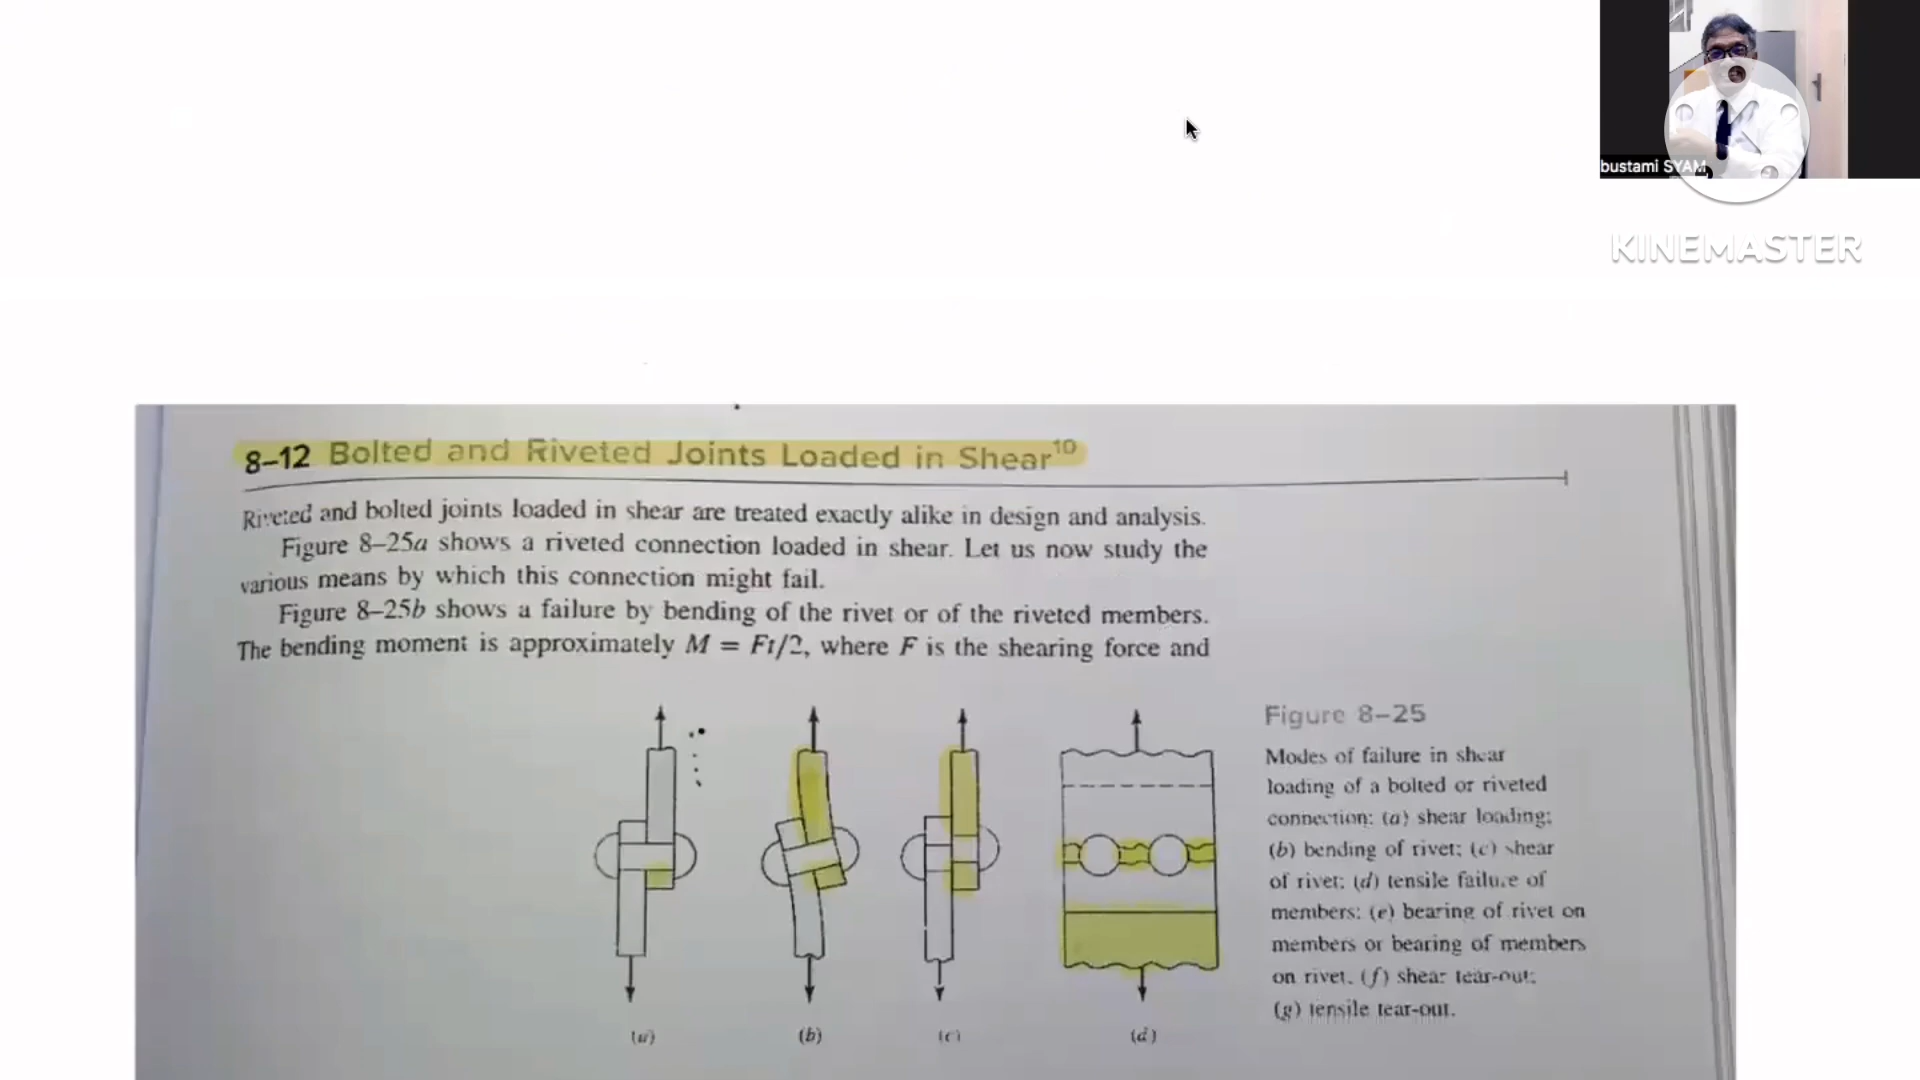 bustami SYAM
KINEMASTER
8–12 Bolted and Riveted Joints Loaded in Shear¹⁰
Riveted and bolted joints loaded in shear are treated exactly alike in design and analysis.
Figure 8–25a shows a riveted connection loaded in shear. Let us now study the
various means by which this connection might fail.
Figure 8–25b shows a failure by bending of the rivet or of the riveted members.
The bending moment is approximately M = Ft/2, where F is the shearing force and
Figure 8–25
Modes of failure in shear
loading of a bolted or riveted
connection: (a) shear loading;
(b) bending of rivet; (c) shear
of rivet; (d) tensile failure of
members; (e) bearing of rivet on
members or bearing of members
on rivet. (f) shear tear-out;
(g) tensile tear-out.
(a) (b) (c) (d)